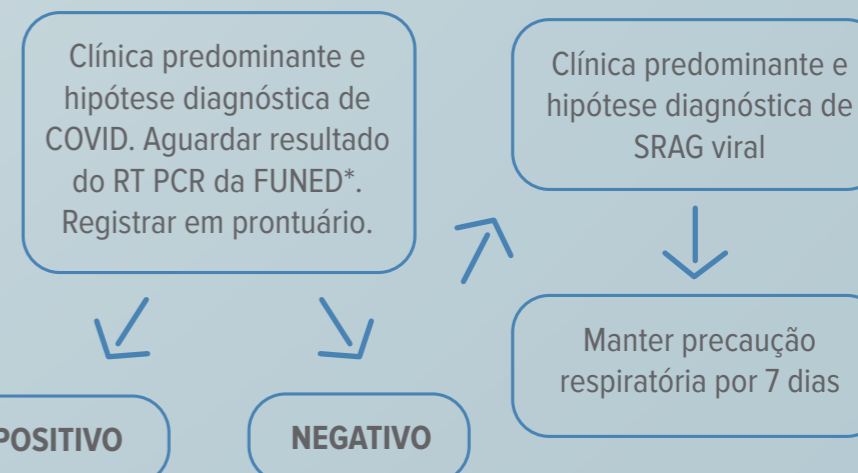 Clínica predominante e
hipótese diagnóstica de
COVID. Aguardar resultado
do RT PCR da FUNED*.
Registrar em prontuário.
Clínica predominante e
hipótese diagnóstica de
SRAG viral
Manter precaução
respiratória por 7 dias
POSITIVO
NEGATIVO